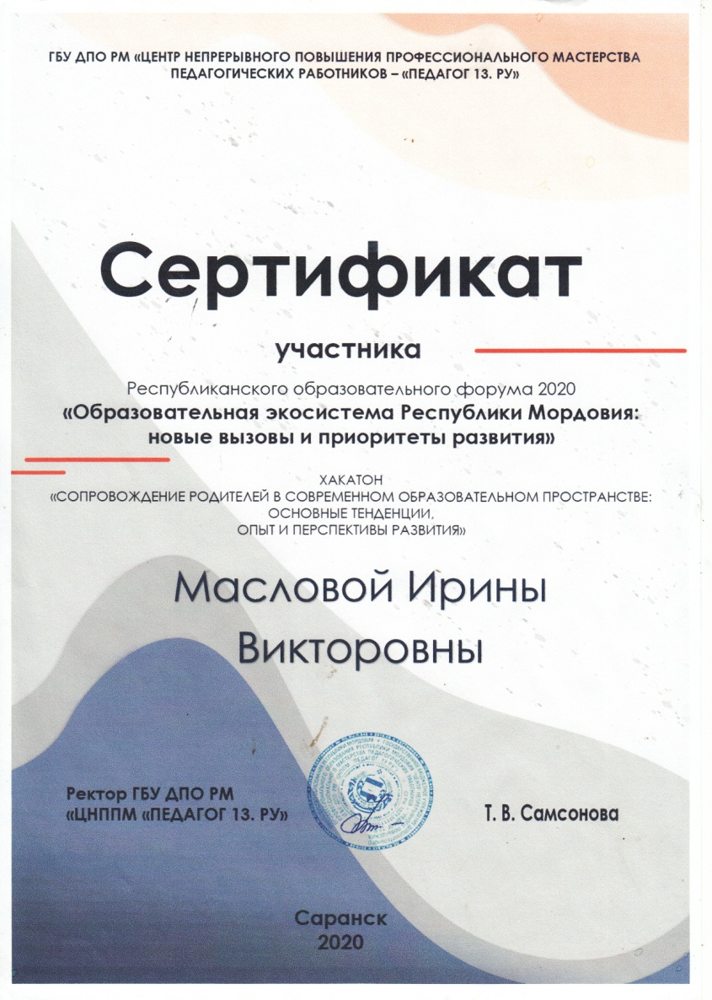 ГБУ ДПО РМ «ЦЕНТР НЕПРЕРЫВНОГО ПОВЫШЕНИЯ ПРОФЕССИОНАЛЬНОГО МАСТЕРСТВА
ПЕДАГОГИЧЕСКИХ РАБОТНИКОВ – «ПЕДАГОГ 13. РУ»
Сертификат
участника
Республиканского образовательного форума 2020
«Образовательная экосистема Республики Мордовия:
новые вызовы и приоритеты развития»
ХАКАТОН
«СОПРОВОЖДЕНИЕ РОДИТЕЛЕЙ В СОВРЕМЕННОМ ОБРАЗОВАТЕЛЬНОМ ПРОСТРАНСТВЕ:
ОСНОВНЫЕ ТЕНДЕНЦИИ,
ОПЫТ И ПЕРСПЕКТИВЫ РАЗВИТИЯ»
Масловой Ирины
Викторовны
Ректор ГБУ ДПО РМ
«ЦНППМ «ПЕДАГОГ 13. РУ»
Т. В. Самсонова
Саранск
2020